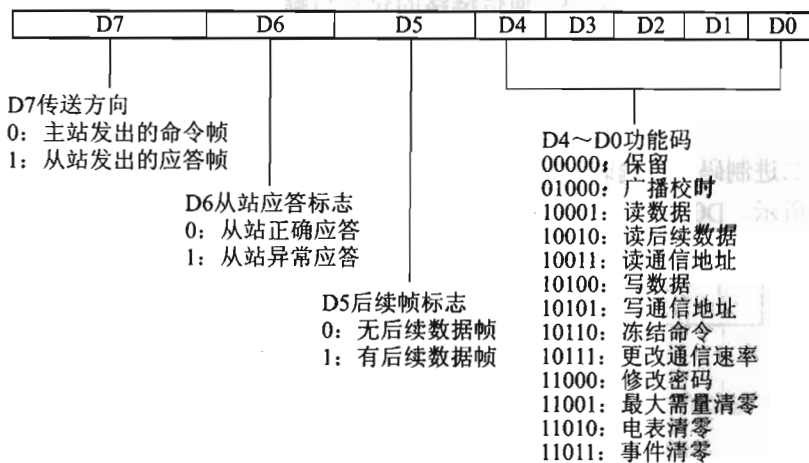 D7 D6 D5 D4 D3 D2 D1 D0
D7传送方向
0：主站发出的命令帧
1：从站发出的应答帧
D6从站应答标志
0：从站正确应答
1：从站异常应答
D5后续帧标志
0：无后续数据帧
1：有后续数据帧
D4～D0功能码
00000：保留
01000：广播校时
10001：读数据
10010：读后续数据
10011：读通信地址
10100：写数据
10101：写通信地址
10110：冻结命令
10111：更改通信速率
11000：修改密码
11001：最大需量清零
11010：电表清零
11011：事件清零